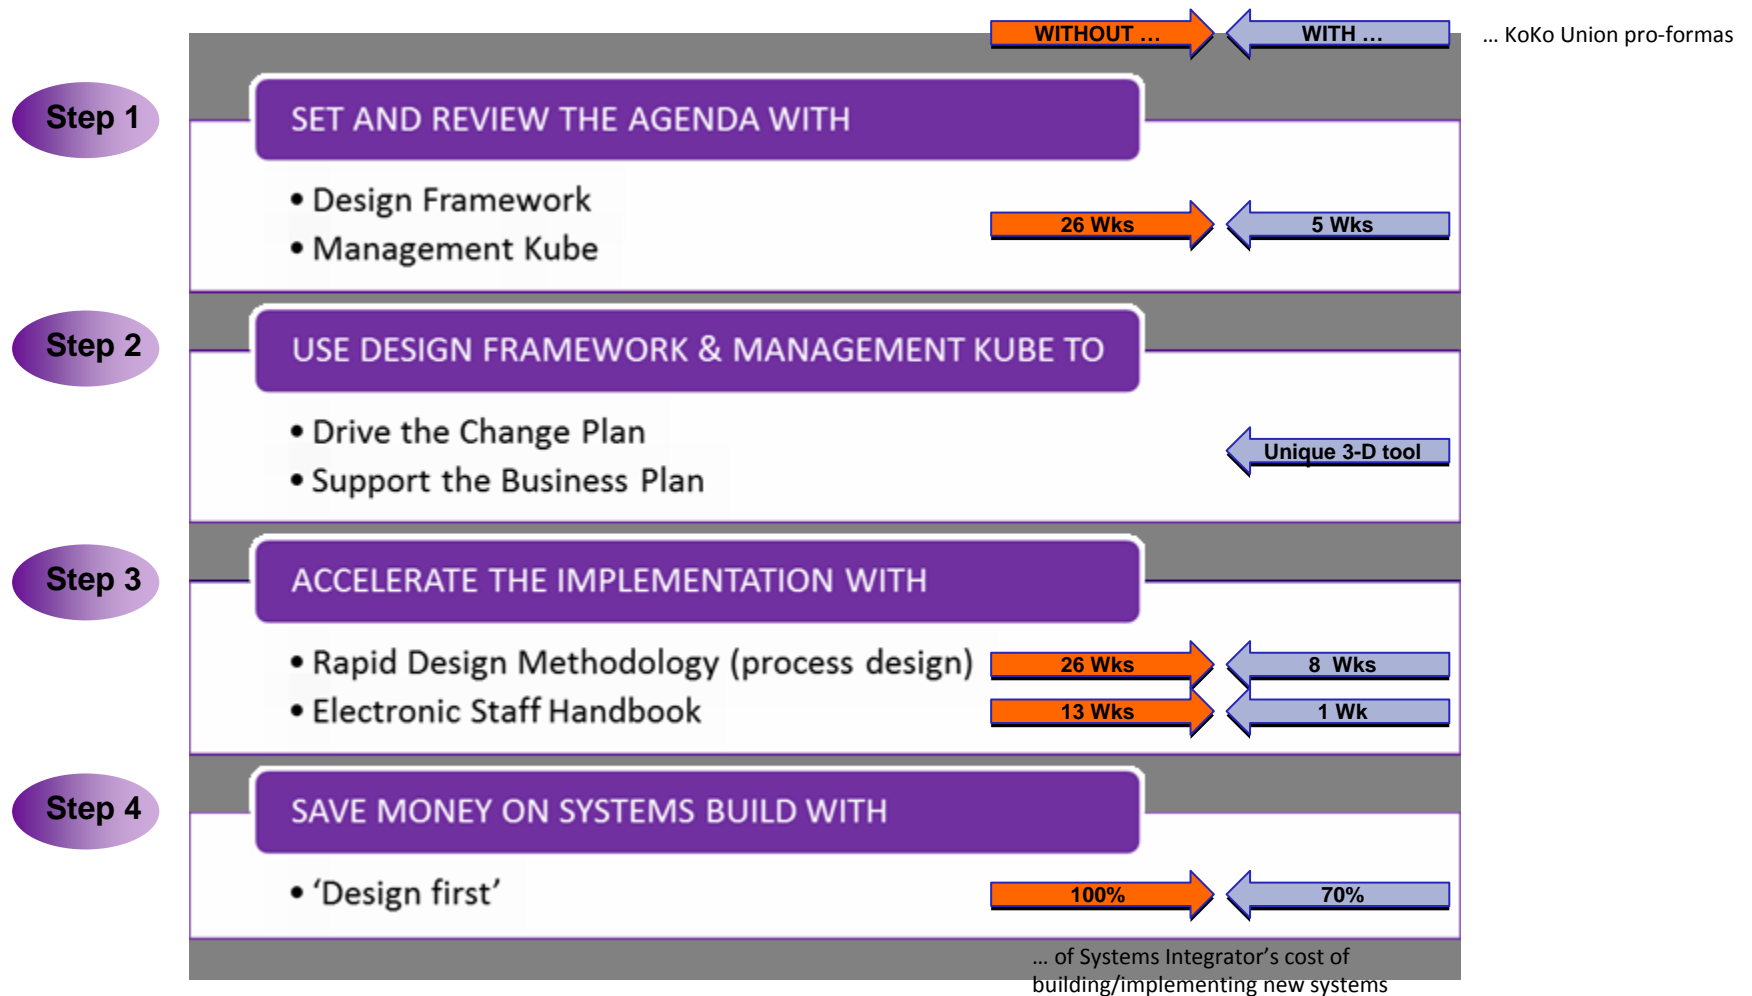 WITHOUT … WITH … … KoKo Union pro-formas
Step 1
SET AND REVIEW THE AGENDA WITH
• Design Framework
• Management Kube
26 Wks 5 Wks
Step 2
USE DESIGN FRAMEWORK & MANAGEMENT KUBE TO
• Drive the Change Plan
• Support the Business Plan
Unique 3-D tool
Step 3
ACCELERATE THE IMPLEMENTATION WITH
• Rapid Design Methodology (process design) 26 Wks 8 Wks
• Electronic Staff Handbook 13 Wks 1 Wk
Step 4
SAVE MONEY ON SYSTEMS BUILD WITH
• ‘Design first’ 100% 70%
… of Systems Integrator’s cost of
building/implementing new systems